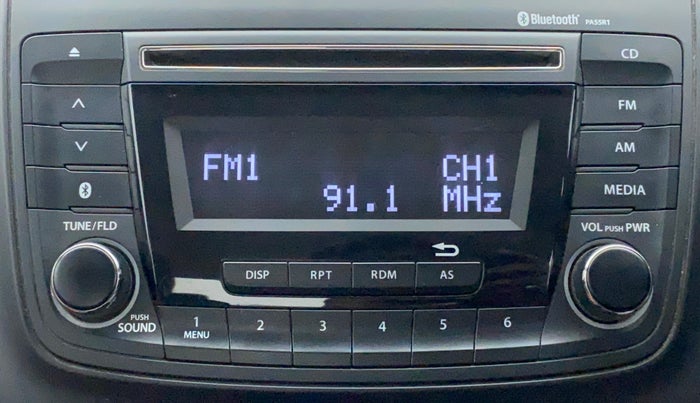 Bluetooth® PA5SR1
CD
FM
AM
MEDIA
FM1 CH1
91.1 MHz
TUNE/FLD
VOL PUSH PWR
DISP RPT RDM AS
PUSH SOUND
1 2 3 4 5 6
MENU